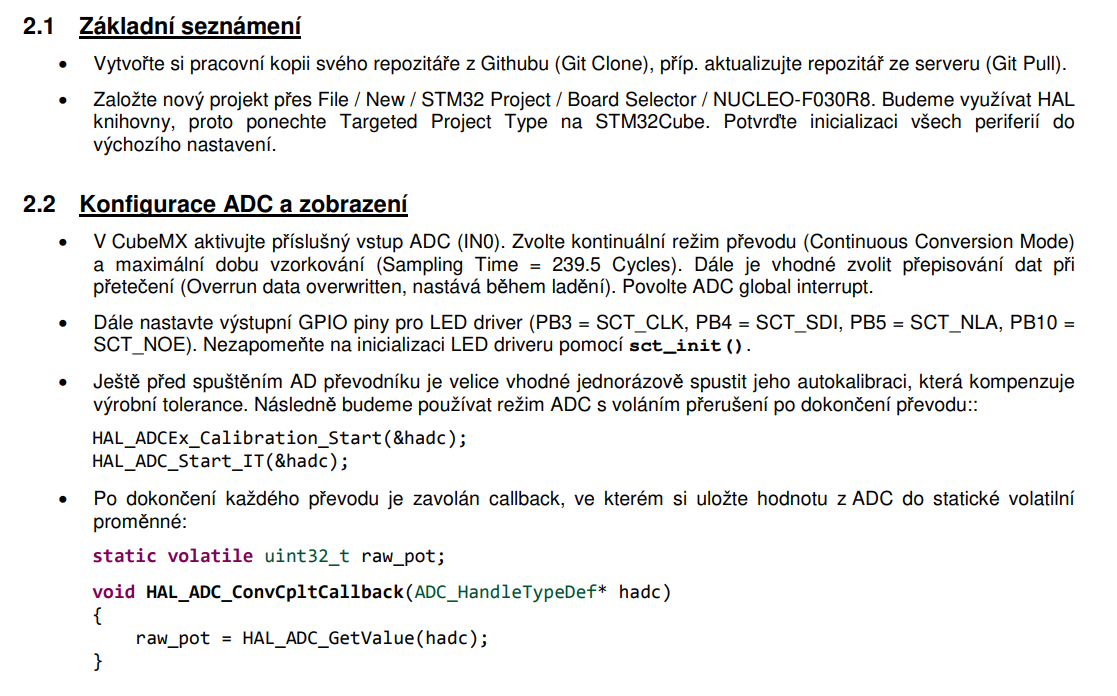 2.1 Základní seznámení
• Vytvořte si pracovní kopii svého repozitáře z Githubu (Git Clone), příp. aktualizujte repozitář ze serveru (Git Pull).
• Založte nový projekt přes File / New / STM32 Project / Board Selector / NUCLEO-F030R8. Budeme využívat HAL
knihovny, proto ponechte Targeted Project Type na STM32Cube. Potvrďte inicializaci všech periferií do
výchozího nastavení.
2.2 Konfigurace ADC a zobrazení
• V CubeMX aktivujte příslušný vstup ADC (IN0). Zvolte kontinuální režim převodu (Continuous Conversion Mode)
a maximální dobu vzorkování (Sampling Time = 239.5 Cycles). Dále je vhodné zvolit přepisování dat při
přetečení (Overrun data overwritten, nastává během ladění). Povolte ADC global interrupt.
• Dále nastavte výstupní GPIO piny pro LED driver (PB3 = SCT_CLK, PB4 = SCT_SDI, PB5 = SCT_NLA, PB10 =
SCT_NOE). Nezapomeňte na inicializaci LED driveru pomocí sct_init().
• Ještě před spuštěním AD převodníku je velice vhodné jednorázově spustit jeho autokalibraci, která kompenzuje
výrobní tolerance. Následně budeme používat režim ADC s voláním přerušení po dokončení převodu::
HAL_ADCEx_Calibration_Start(&hadc);
HAL_ADC_Start_IT(&hadc);
• Po dokončení každého převodu je zavolán callback, ve kterém si uložte hodnotu z ADC do statické volatilní
proměnné:
static volatile uint32_t raw_pot;
void HAL_ADC_ConvCpltCallback(ADC_HandleTypeDef* hadc)
{
raw_pot = HAL_ADC_GetValue(hadc);
}